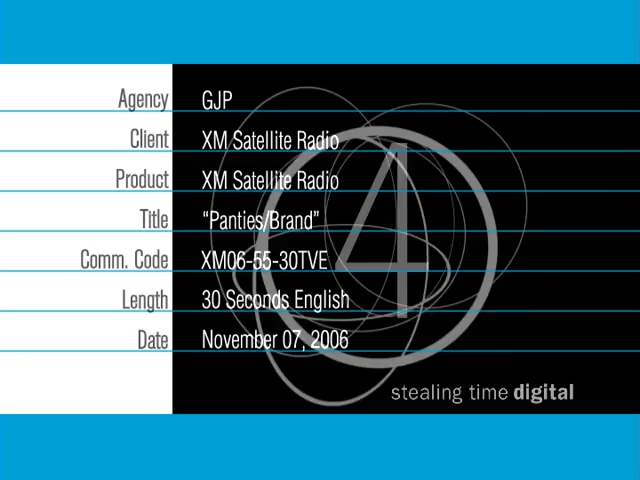 Agency GJP
Client XM Satellite Radio
Product XM Satellite Radio
Title “Panties/Brand”
Comm. Code XM06-55-30TVE
Length 30 Seconds English
Date November 07, 2006
4
stealing time digital